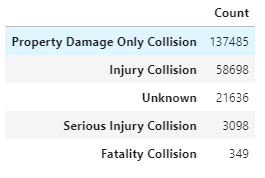 Count
Property Damage Only Collision 137485
Injury Collision 58698
Unknown 21636
Serious Injury Collision 3098
Fatality Collision 349